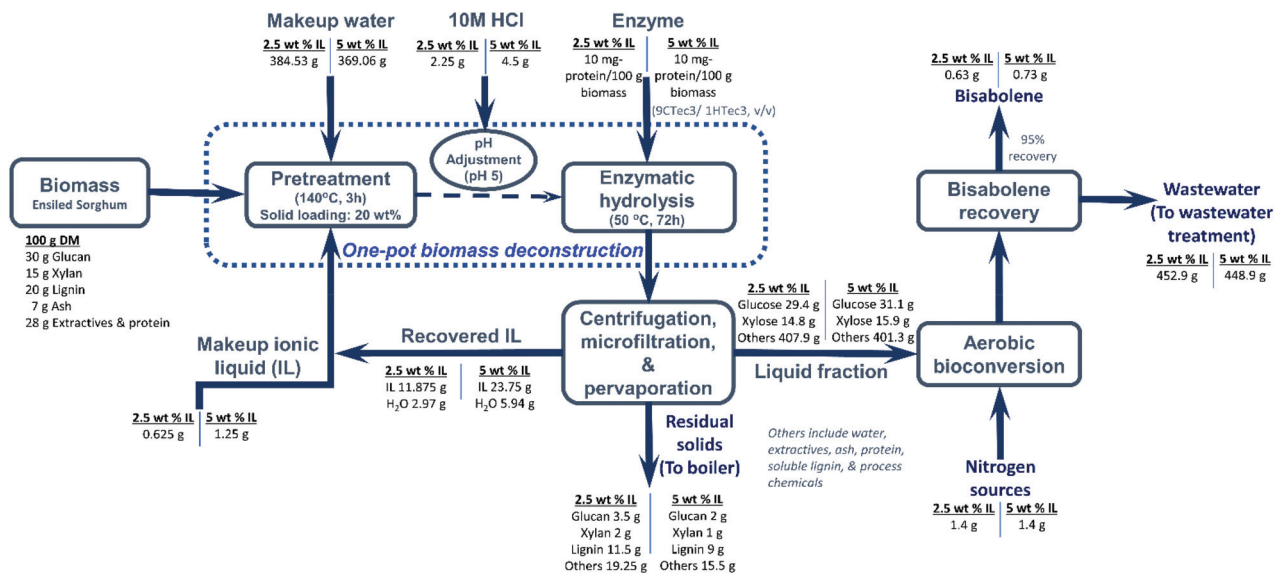 Makeup water
2.5 wt % IL 5 wt % IL
384.53 g 369.06 g
10M HCl
2.5 wt % IL 5 wt % IL
2.25 g 4.5 g
Enzyme
2.5 wt % IL 5 wt % IL
10 mg- 10 mg-
protein/100 g protein/100 g
biomass biomass
(9CTec3/ 1HTec3, v/v)
2.5 wt % IL 5 wt % IL
0.63 g 0.73 g
Bisabolene
95%
recovery
Biomass
Ensiled Sorghum
100 g DM
30 g Glucan
15 g Xylan
20 g Lignin
7 g Ash
28 g Extractives & protein
Pretreatment
(140°C, 3h)
Solid loading: 20 wt%
pH
Adjustment
(pH 5)
Enzymatic
hydrolysis
(50 °C, 72h)
One-pot biomass deconstruction
Bisabolene
recovery
Wastewater
(To wastewater
treatment)
2.5 wt % IL 5 wt % IL
452.9 g 448.9 g
Makeup ionic
liquid (IL)
2.5 wt % IL 5 wt % IL
0.625 g 1.25 g
Recovered IL
2.5 wt % IL 5 wt % IL
IL 11.875 g IL 23.75 g
H2O 2.97 g H2O 5.94 g
Centrifugation,
microfiltration,
&
pervaporation
2.5 wt % IL 5 wt % IL
Glucose 29.4 g Glucose 31.1 g
Xylose 14.8 g Xylose 15.9 g
Others 407.9 g Others 401.3 g
Liquid fraction
Aerobic
bioconversion
Residual
solids
(To boiler)
2.5 wt % IL 5 wt % IL
Glucan 3.5 g Glucan 2 g
Xylan 2 g Xylan 1 g
Lignin 11.5 g Lignin 9 g
Others 19.25 g Others 15.5 g
Others include water,
extractives, ash, protein,
soluble lignin, & process
chemicals
Nitrogen
sources
2.5 wt % IL 5 wt % IL
1.4 g 1.4 g